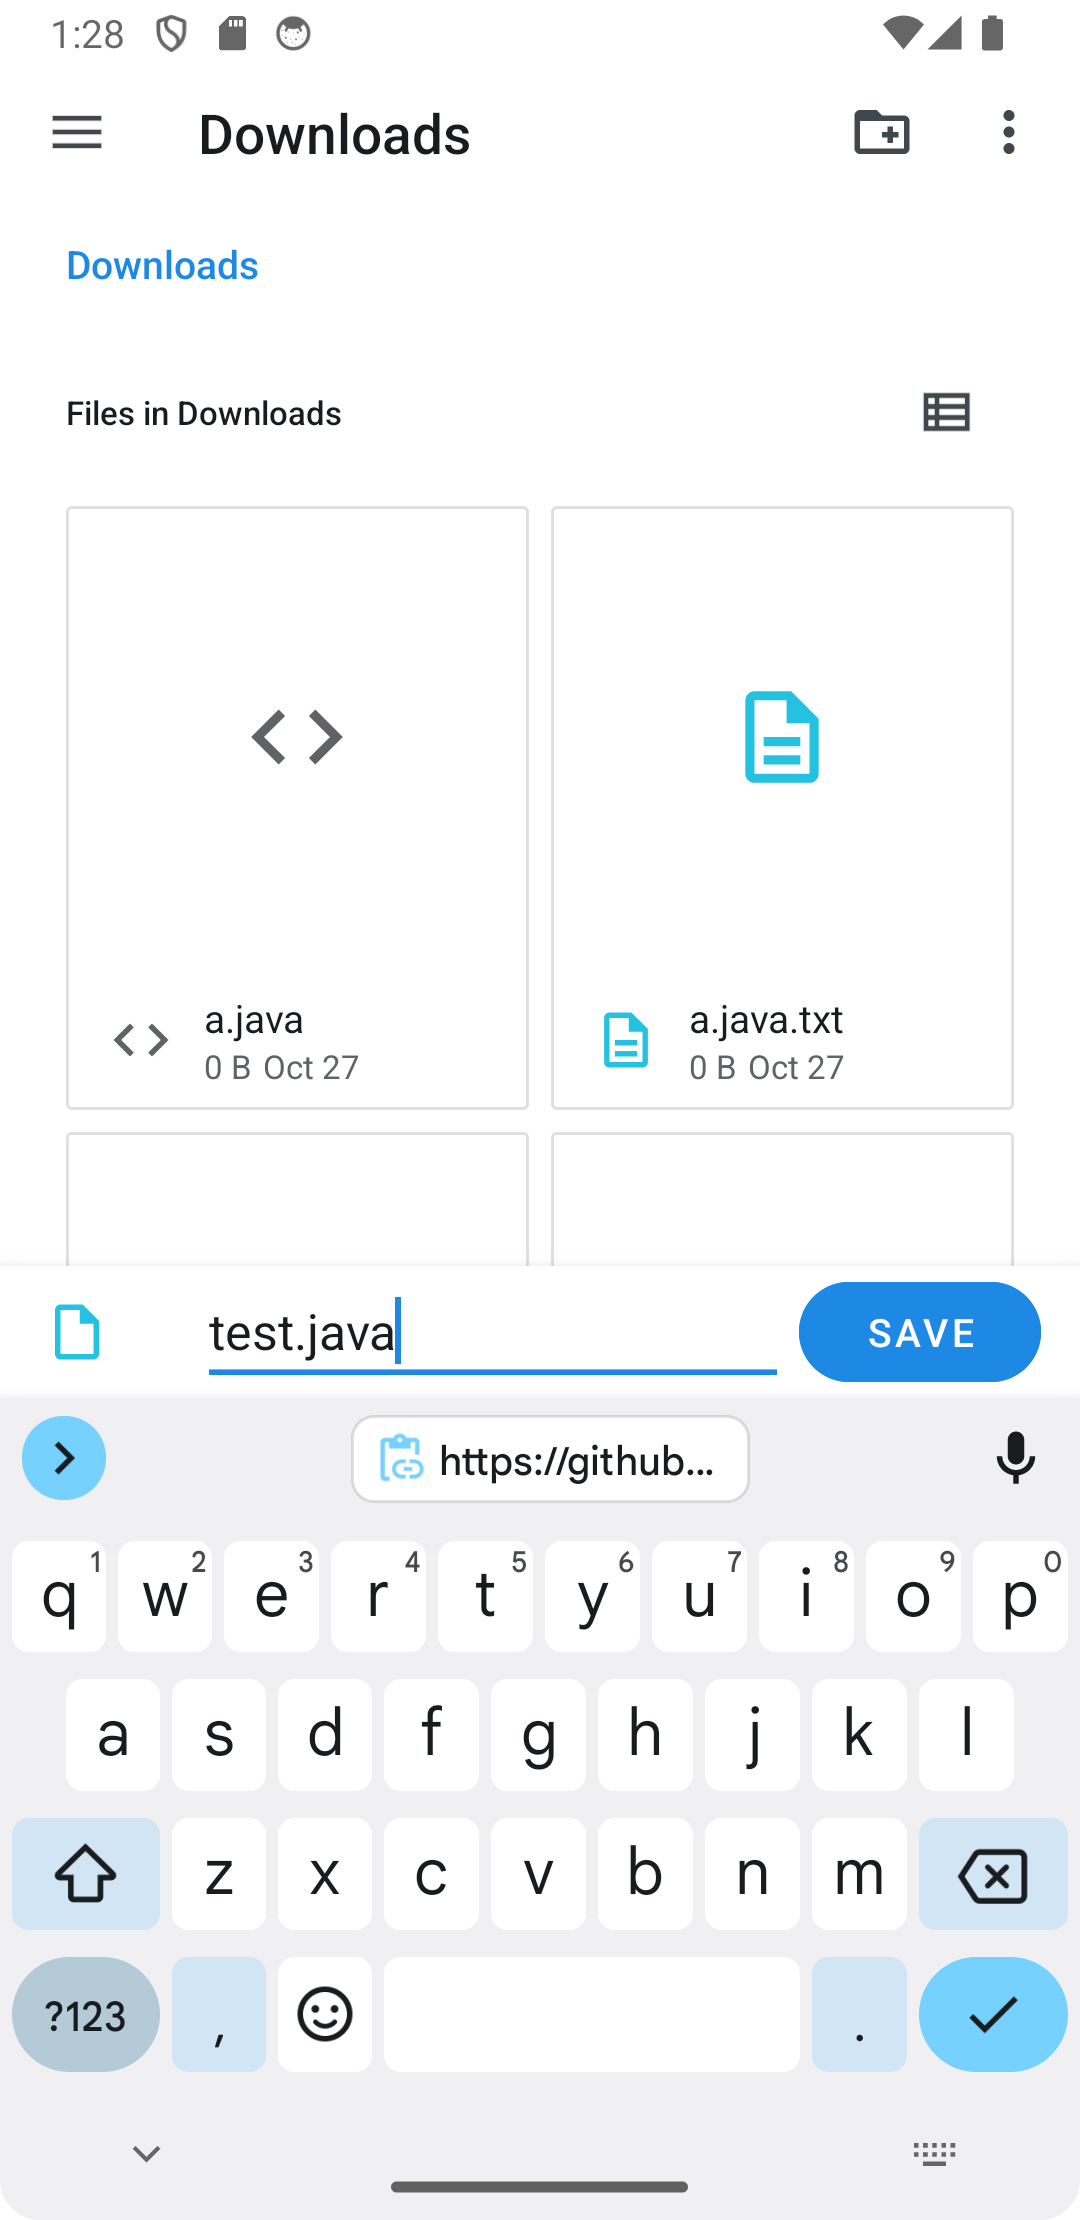 1:28
Downloads
Downloads
Files in Downloads
a.java
0 B Oct 27
a.java.txt
0 B Oct 27
test.java
SAVE
https://github...
q 1 w 2 e 3 r 4 t 5 y 6 u 7 i 8 o 9 p 0
a s d f g h j k l
z x c v b n m
?123 , .